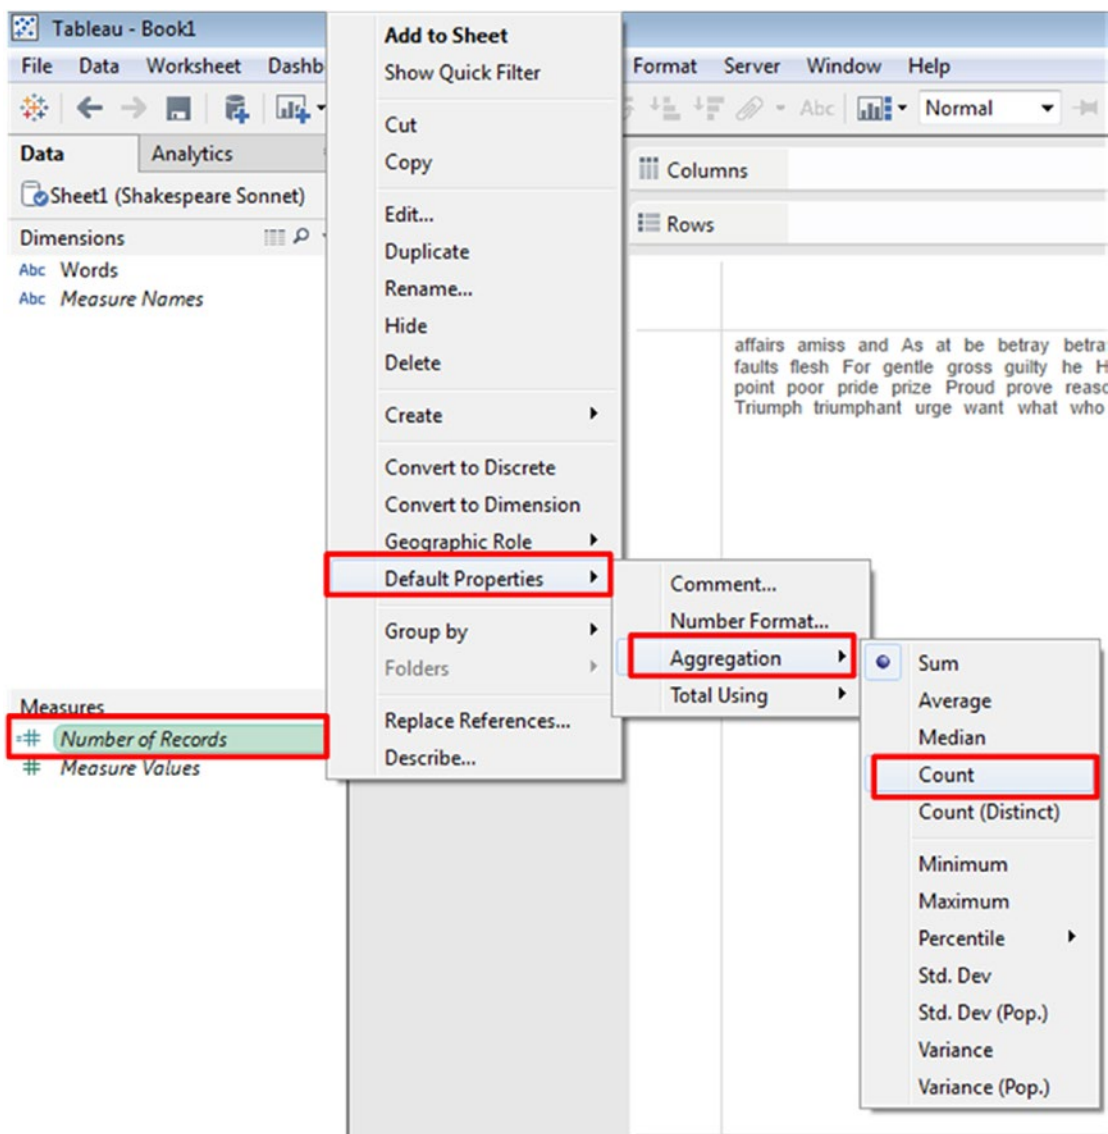 Tableau - Book1
File Data Worksheet Dashb
Format Server Window Help
Abc
Normal
Data
Analytics
Sheet1 (Shakespeare Sonnet)
Dimensions
Abc Words
Abc Measure Names
Measures
Number of Records
Measure Values
Add to Sheet
Show Quick Filter
Cut
Copy
Edit...
Duplicate
Rename...
Hide
Delete
Create
Convert to Discrete
Convert to Dimension
Geographic Role
Default Properties
Group by
Folders
Replace References...
Describe...
Columns
Rows
affairs amiss and As at be betray betra
faults flesh For gentle gross guilty he H
point poor pride prize Proud prove reaso
Triumph triumphant urge want what who
Comment...
Number Format...
Aggregation
Total Using
Sum
Average
Median
Count
Count (Distinct)
Minimum
Maximum
Percentile
Std. Dev
Std. Dev (Pop.)
Variance
Variance (Pop.)